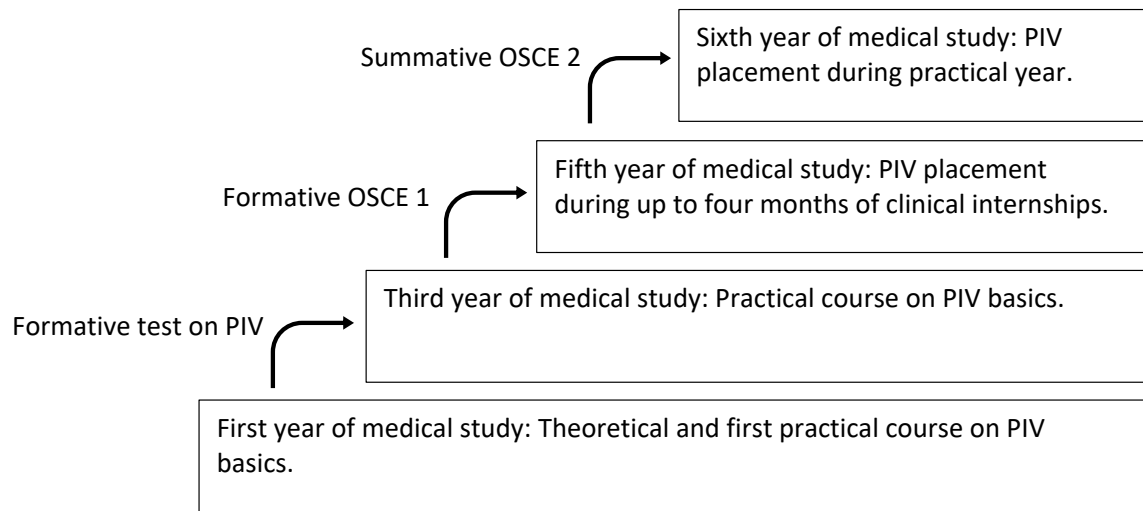 Summative OSCE 2
Sixth year of medical study: PIV
placement during practical year.
Formative OSCE 1
Fifth year of medical study: PIV placement
during up to four months of clinical internships.
Formative test on PIV
Third year of medical study: Practical course on PIV basics.
First year of medical study: Theoretical and first practical course on PIV
basics.